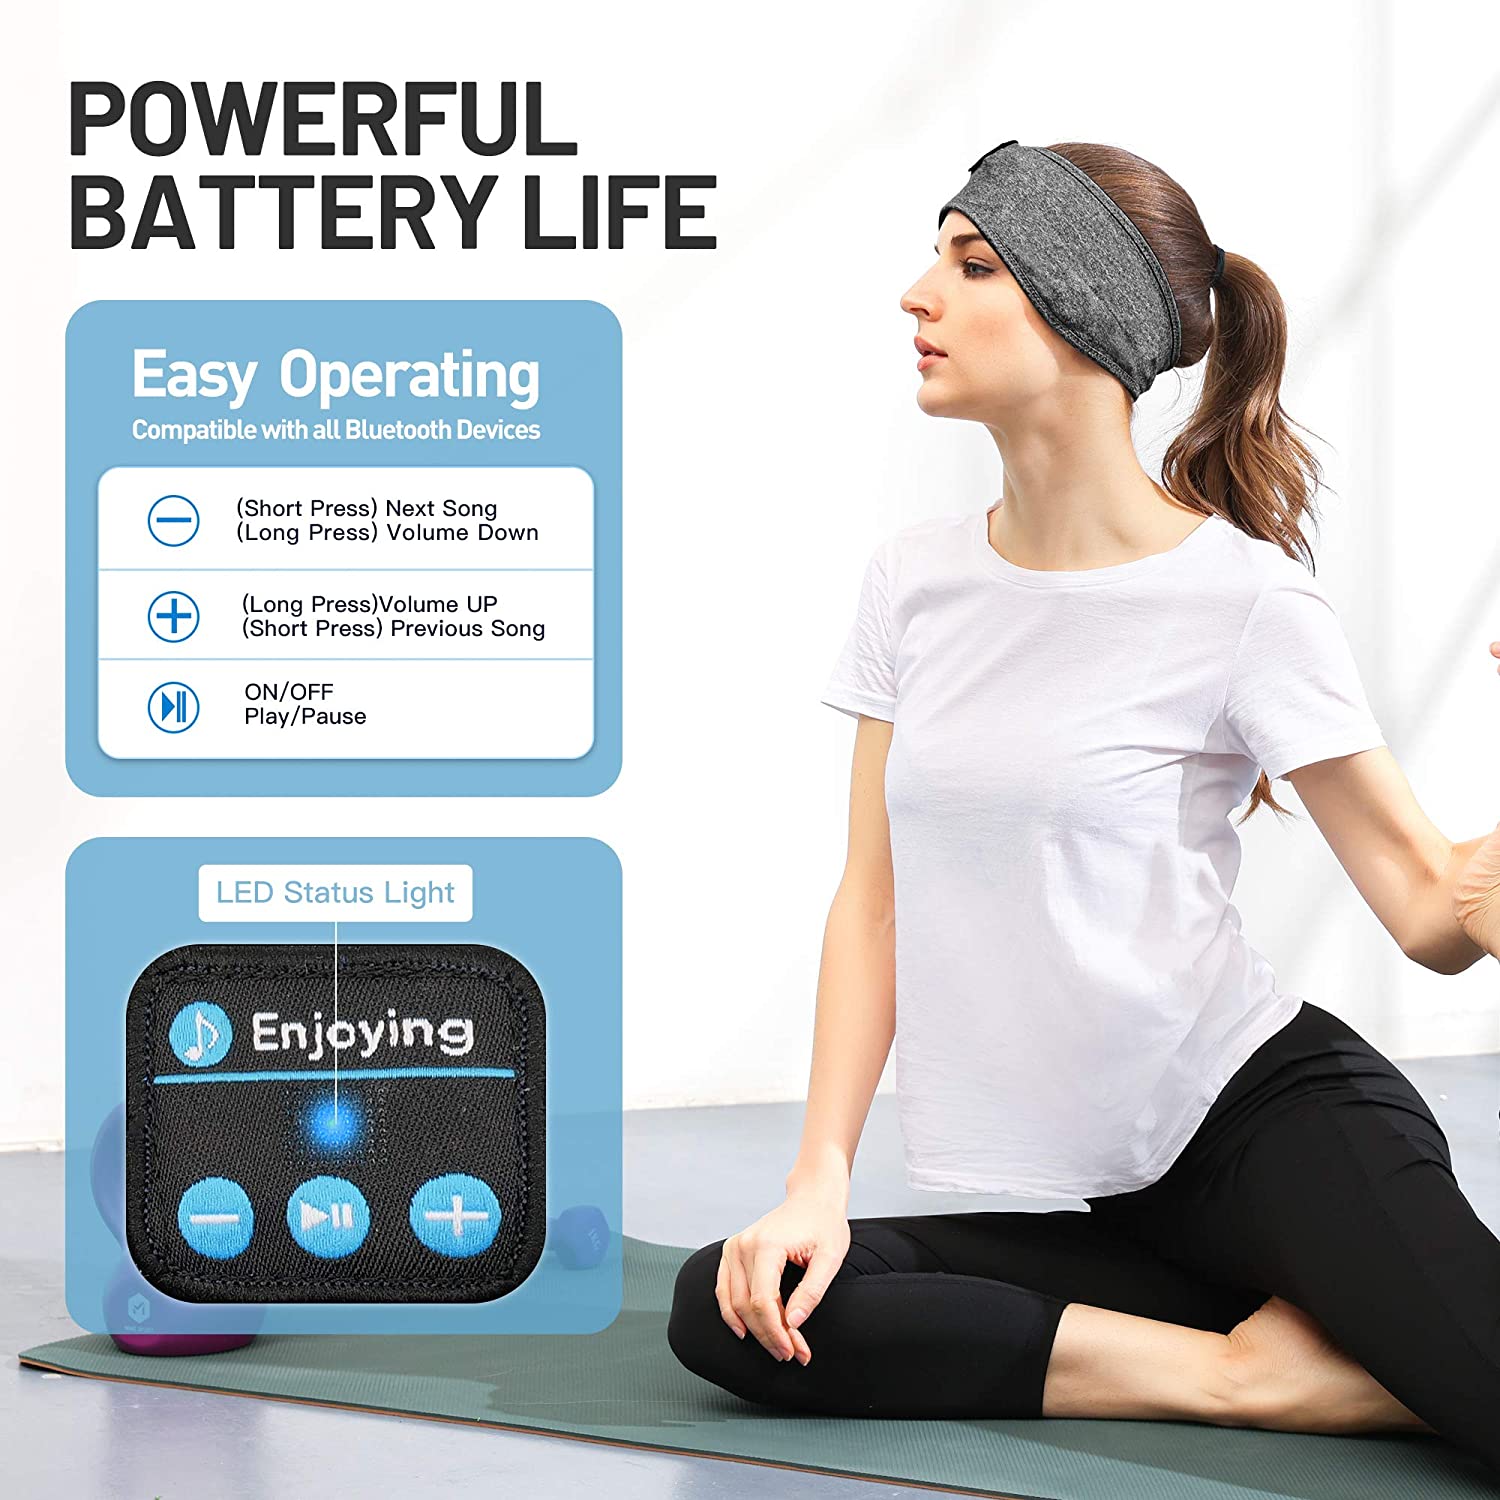 POWERFUL
BATTERY LIFE
Easy Operating
Compatible with all Bluetooth Devices
(Short Press) Next Song
(Long Press) Volume Down
(Long Press)Volume UP
(Short Press) Previous Song
ON/OFF
Play/Pause
LED Status Light
Enjoying